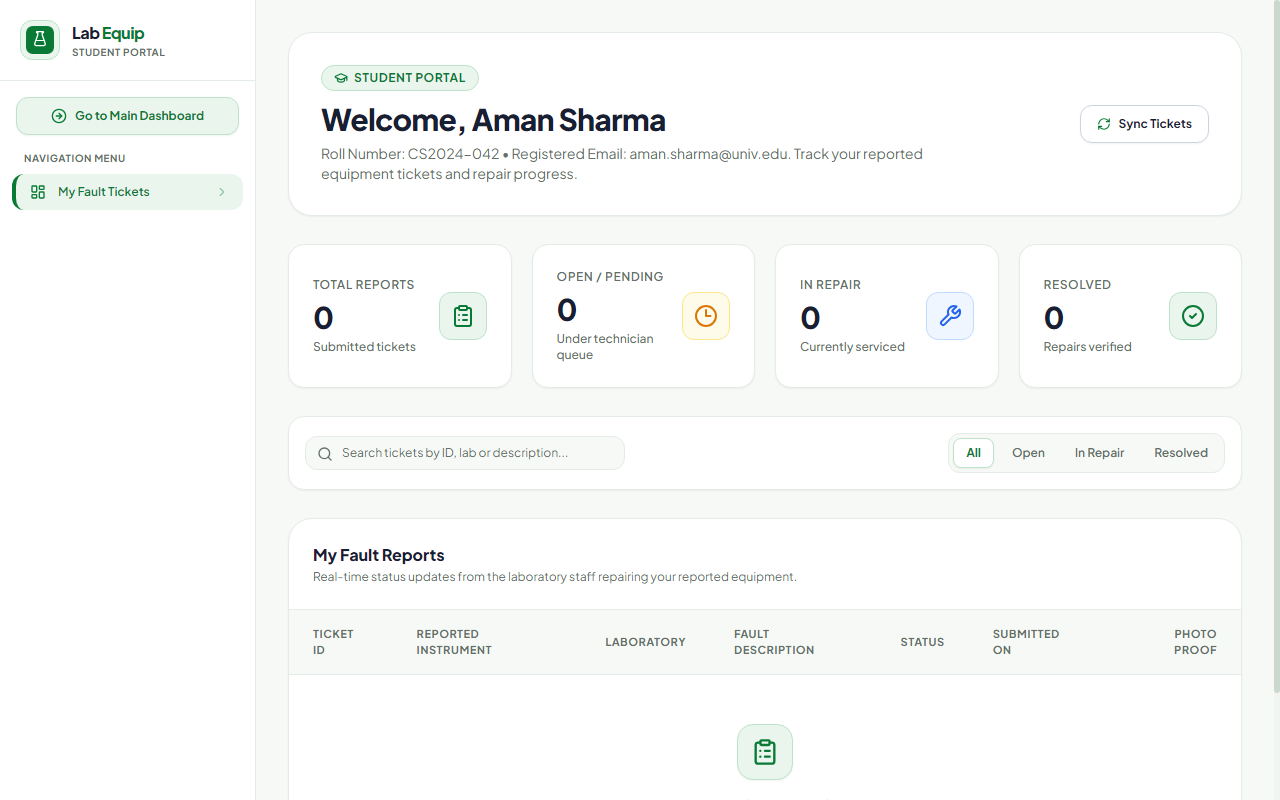 Lab Equip
STUDENT PORTAL
Go to Main Dashboard
NAVIGATION MENU
My Fault Tickets
STUDENT PORTAL
Welcome, Aman Sharma
Roll Number: CS2024-042 • Registered Email: aman.sharma@univ.edu. Track your reported
equipment tickets and repair progress.
Sync Tickets
TOTAL REPORTS
0
Submitted tickets
OPEN / PENDING
0
Under technician
queue
IN REPAIR
0
Currently serviced
RESOLVED
0
Repairs verified
Search tickets by ID, lab or description...
All
Open
In Repair
Resolved
My Fault Reports
Real-time status updates from the laboratory staff repairing your reported equipment.
TICKET
ID
REPORTED
INSTRUMENT
LABORATORY
FAULT
DESCRIPTION
STATUS
SUBMITTED
ON
PHOTO
PROOF